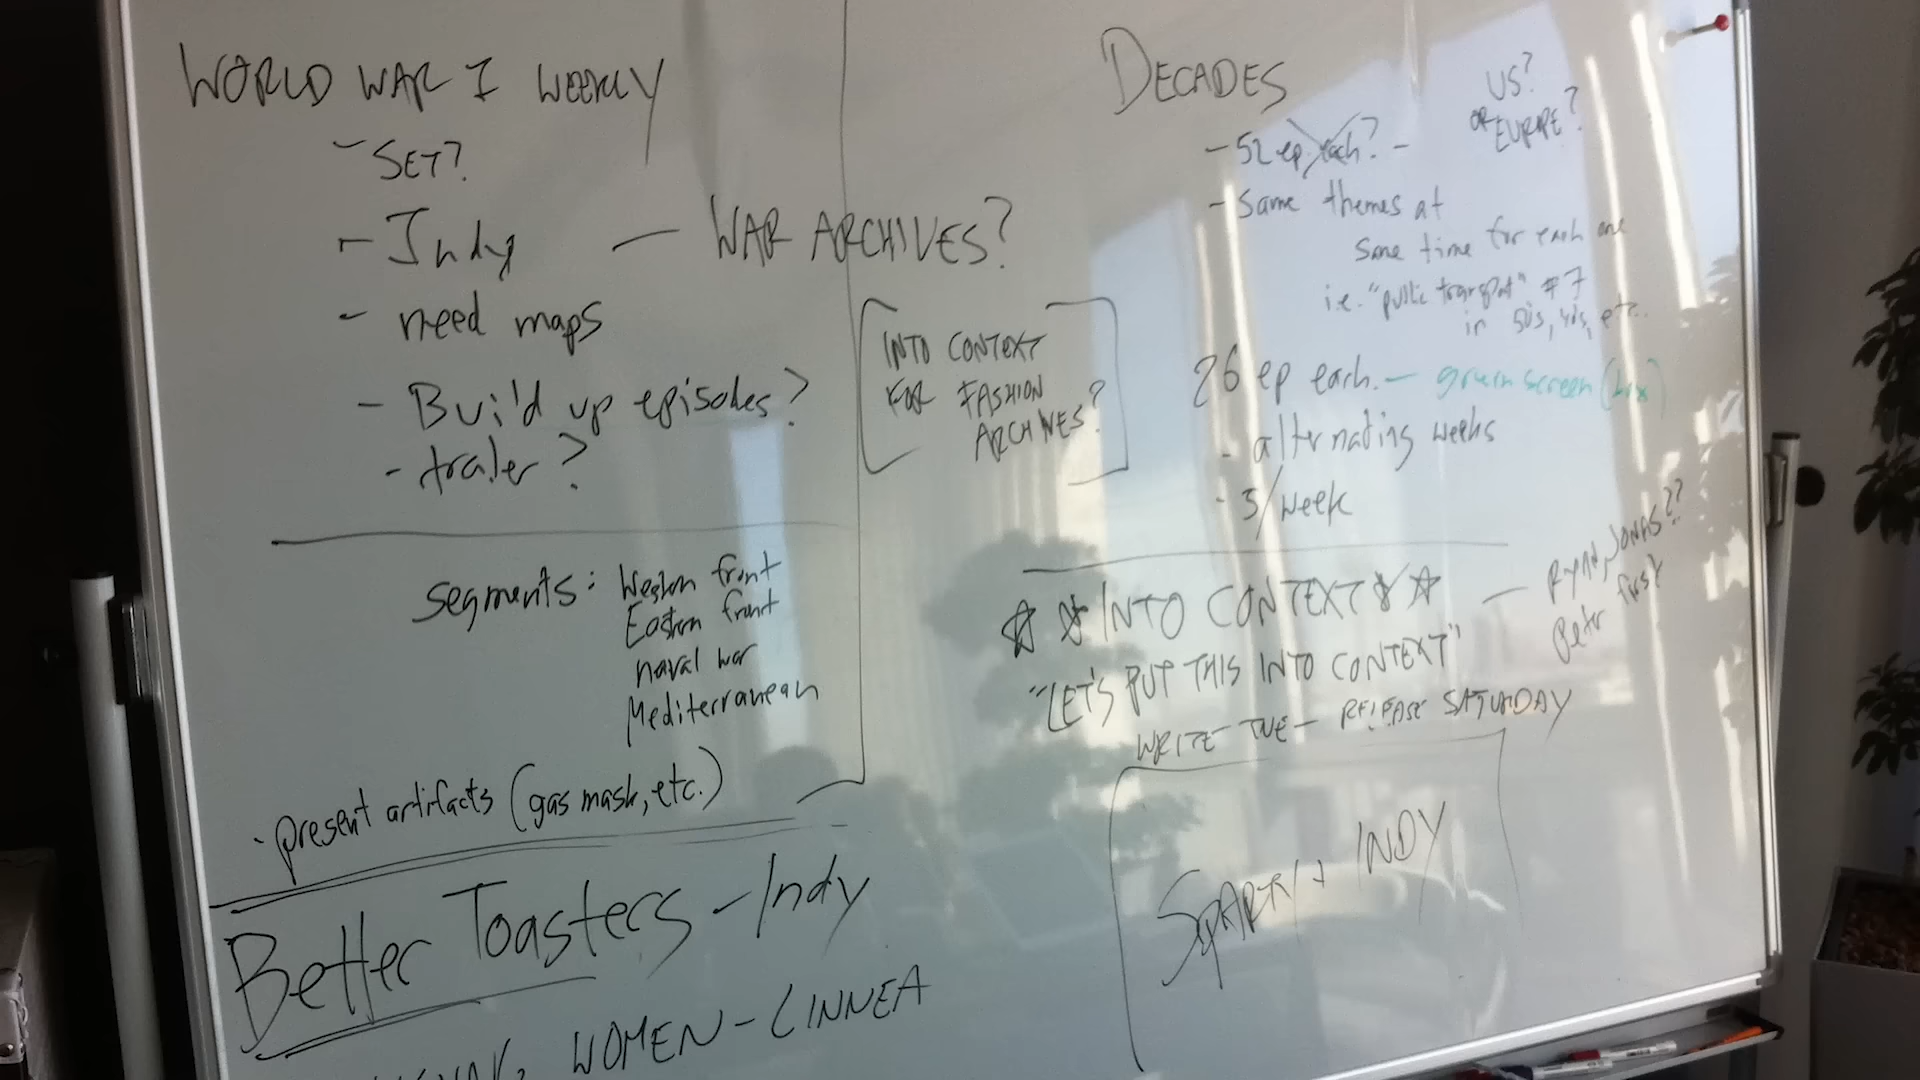 WORLD WAR I WEEKLY
- SET?
- Indy — WAR ARCHIVES?
- need maps
- Build up episodes?
- trailer?
segments: Western front
Eastern front
naval war
Mediterranean
- present artifacts (gas mask, etc.)
Better Toasters - Indy
WOMEN - LINNEA
[INTO CONTEXT
FOR FASHION
ARCHIVES?]
DECADES
US?
OR EUROPE?
- 52 ep each? -
- Same themes at
same time for each one
i.e. "public transport" #7
in 50s, 40s, etc.
26 ep each. — green screen
- alternating weeks
- 3/week
☆ ☆ INTO CONTEXT ☆ ☆ — RYAN, JONAS??
Peter first
"LET'S PUT THIS INTO CONTEXT"
WRITE TUE - RELEASE SATURDAY
SPARTY + INDY